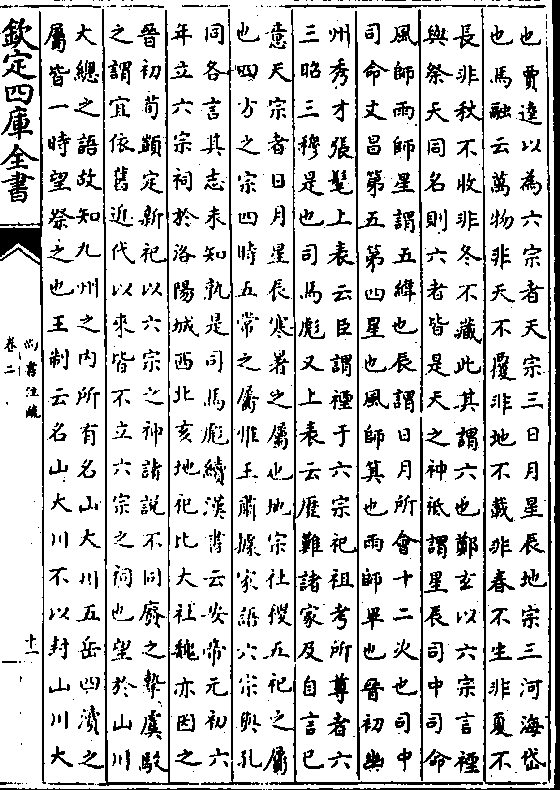 也賈逵以為六宗者天宗三日月星辰地宗三河海岱
也馬融云萬物非天不覆非地不載非春不生非夏不
長非秋不收非冬不藏此其謂六也鄭玄以六宗言禋
與祭天同名則六者皆是天之神祗謂星辰司中司命
風師雨師星謂五緯也辰謂日月所會十二次也司中
司命文昌第五第四星也風師箕也雨師畢也晉初幽
州秀才張髦上表云臣謂禋于六宗祀祖考所尊者六
三昭三穆是也司馬彪又上表云歷難諸家及自言己
意天宗者日月星辰寒暑之屬也地宗社稷五祀之屬
也四方之宗四時五常之屬惟王肅據家語六宗與孔
同各言其志未知孰是司馬彪續漢書云安帝元初六
年立六宗祠於洛陽城西北亥地祀比大社魏亦因之
晉初荀顗定新祀以六宗之神諸說不同廢之摯虞駮
之謂宜依舊近代以來皆不立六宗之祠也望於山川
大總之語故知九州之內所有名山大川五岳四瀆之
屬皆一時望祭之也王制云名山大川不以封山川大
欽定四庫全書
尚書注疏
卷二
十一